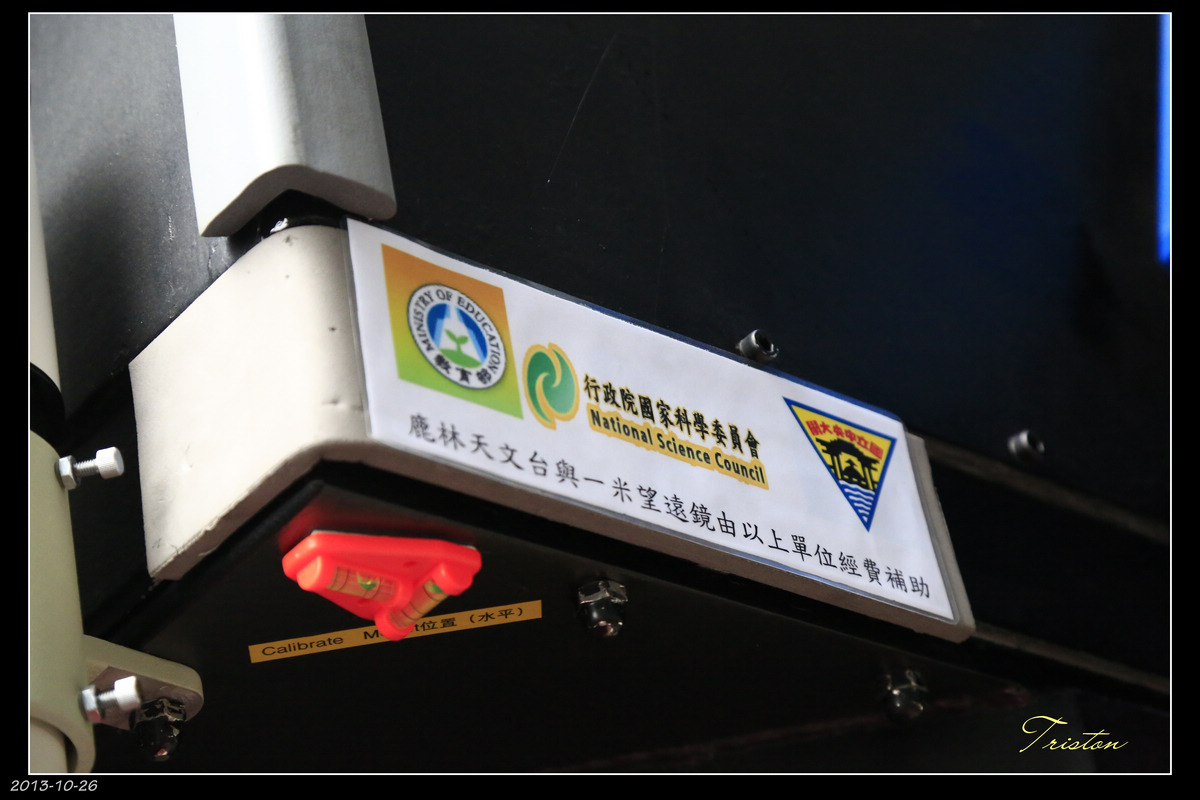 MINISTRY OF EDUCATION
教育部
行政院國家科學委員會
National Science Council
國立中央大學
鹿林天文台與一米望遠鏡由以上單位經費補助
Calibrate 位置（水平）
Triston
2013-10-26